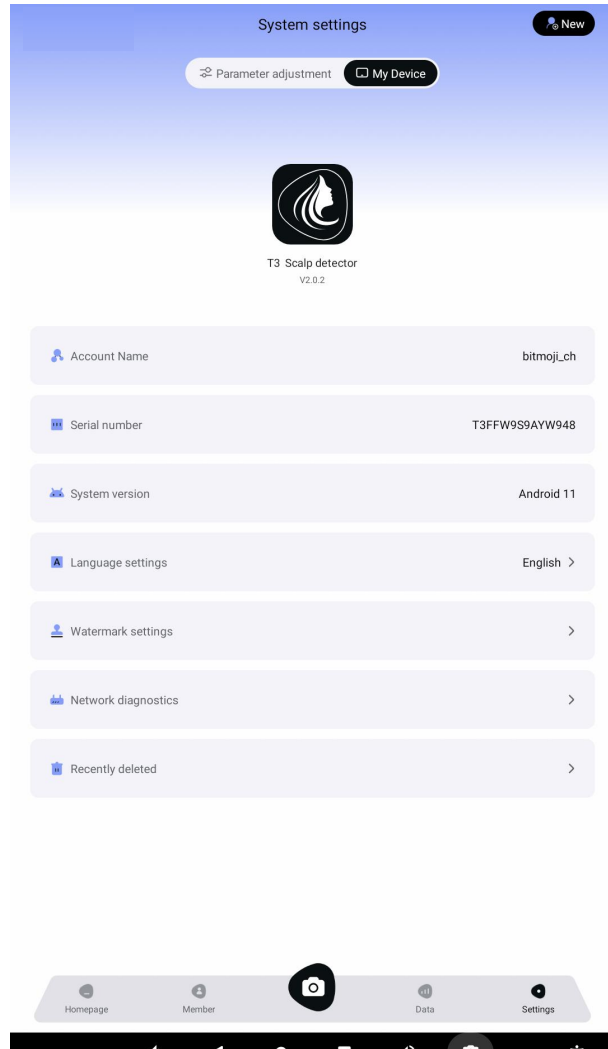 System settings
New
Parameter adjustment
My Device
T3 Scalp detector
V2.0.2
Account Name
bitmoji_ch
Serial number
T3FFW9S9AYW948
System version
Android 11
A Language settings
English
Watermark settings
Network diagnostics
Recently deleted
Homepage
Member
Data
Settings